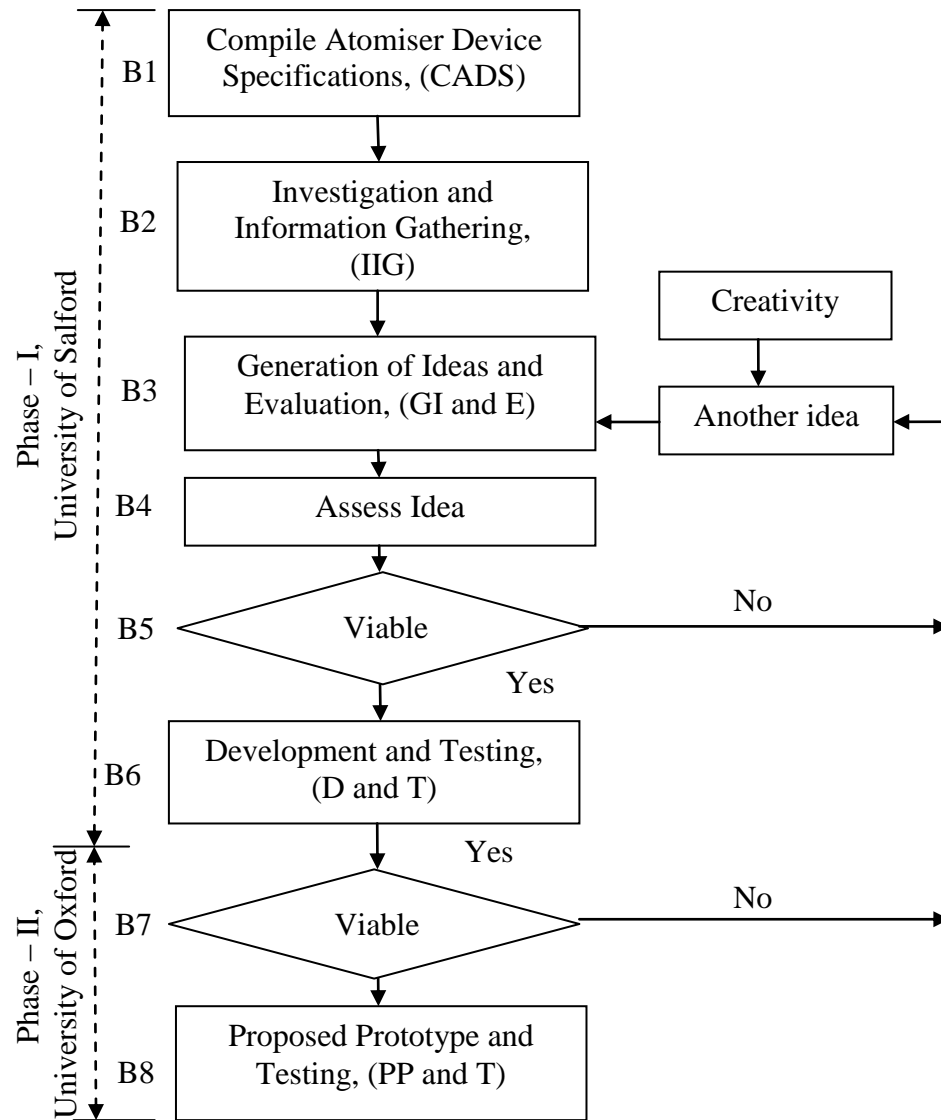 Compile Atomiser Device
Specifications, (CADS)
B1
Investigation and
Information Gathering,
(IIG)
B2
Creativity
Generation of Ideas and
Evaluation, (GI and E)
B3
Another idea
B4
Assess Idea
B5
Viable
No
Yes
Development and Testing,
(D and T)
B6
Yes
B7
Viable
No
Proposed Prototype and
Testing, (PP and T)
B8
Phase – I,
University of Salford
Phase – II,
University of Oxford